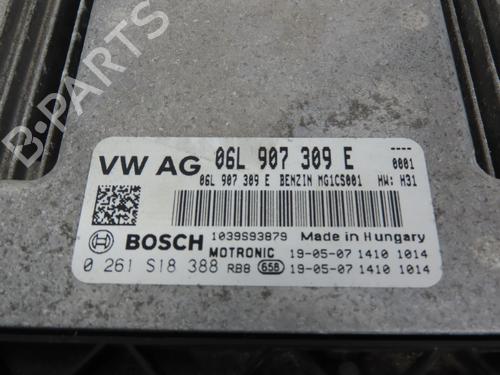 B-PARTS
VW AG 06L 907 309 E ----
0001
06L 907 309 E BENZIN MG1CS001 HW: H31
BOSCH 1039S93879 Made in Hungary
MOTRONIC 19-05-07 1410 1014
0 261 S18 388 RB8 658 19-05-07 1410 1014